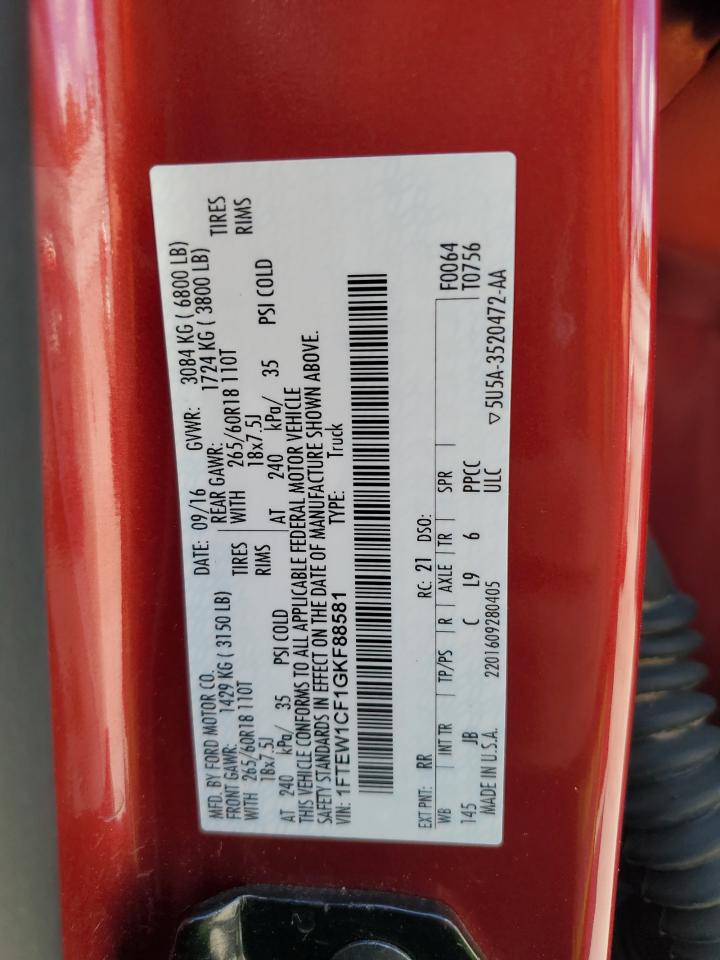 MFD. BY FORD MOTOR CO.
DATE: 09/16 GVWR: 3084 KG ( 6800 LB)
FRONT GAWR: 1429 KG ( 3150 LB)
REAR GAWR: 1724 KG ( 3800 LB)
WITH 265/60R18 110T TIRES
WITH 265/60R18 110T TIRES
18x7.5J RIMS
18x7.5J RIMS
AT 240 kPa/ 35 PSI COLD
AT 240 kPa/ 35 PSI COLD
THIS VEHICLE CONFORMS TO ALL APPLICABLE FEDERAL MOTOR VEHICLE
SAFETY STANDARDS IN EFFECT ON THE DATE OF MANUFACTURE SHOWN ABOVE.
VIN: 1FTEW1CF1GKF88581 TYPE: Truck
EXT PNT: RR RC: 21 DSO:
WB INT TR TP/PS R AXLE TR SPR F0064
145 JB C L9 6 PPCC T0756
MADE IN U.S.A. 2201609280405 ULC
▽5U5A-3520472-AA